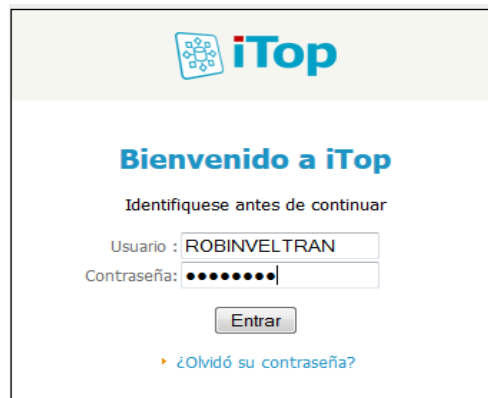 iTop
Bienvenido a iTop
Identifiquese antes de continuar
Usuario : ROBINVELTRAN
Contraseña: ●●●●●●●●
Entrar
¿Olvidó su contraseña?